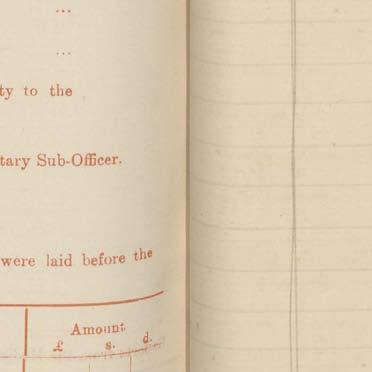 ...
...
ty to the
tary Sub-Officer.
were laid before the
Amount.
£ s. d.